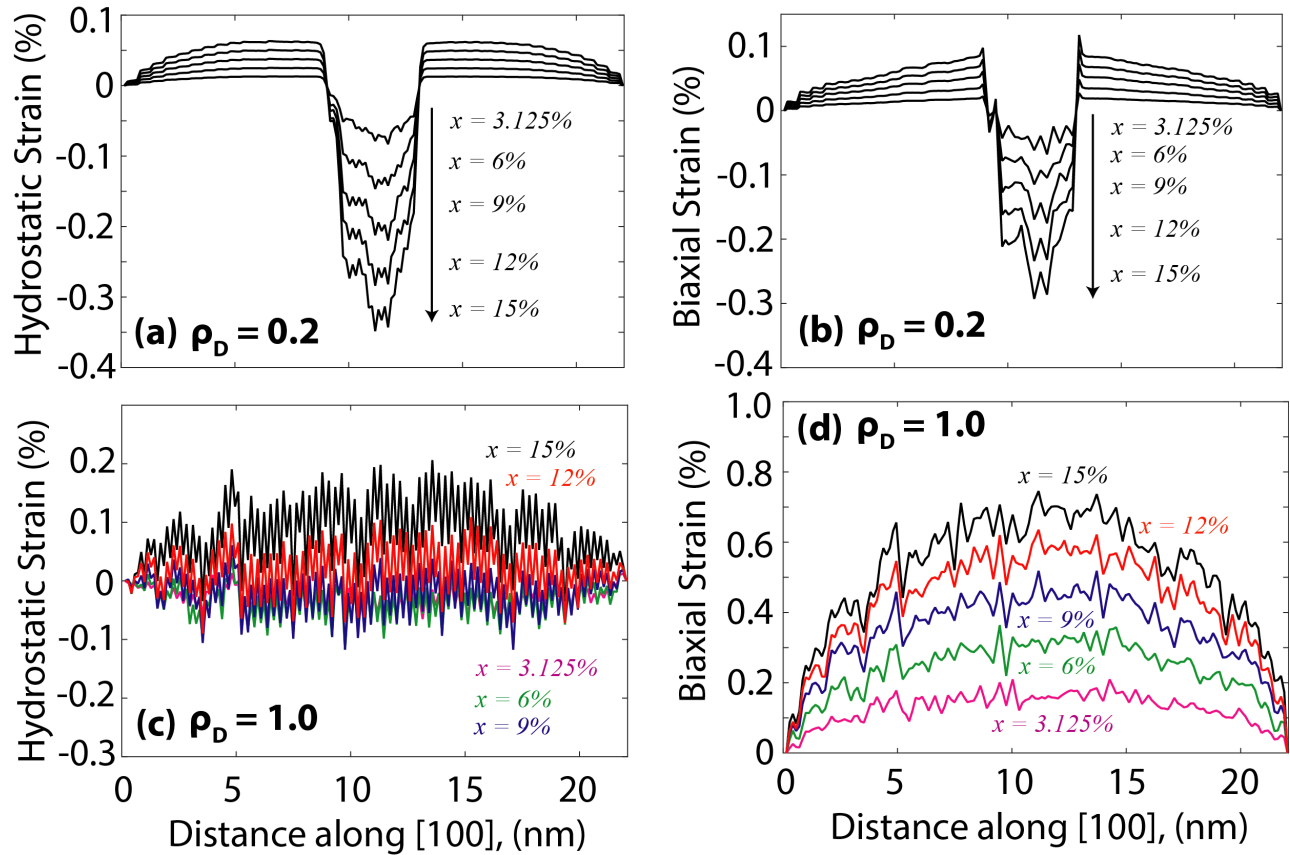 Hydrostatic Strain (%)
0.1
0
-0.1
-0.2
-0.3
-0.4
x = 3.125%
x = 6%
x = 9%
x = 12%
x = 15%
(a) ρD = 0.2
Biaxial Strain (%)
0.1
0
-0.1
-0.2
-0.3
-0.4
x = 3.125%
x = 6%
x = 9%
x = 12%
x = 15%
(b) ρD = 0.2
Hydrostatic Strain (%)
0.2
0.1
0
-0.1
-0.2
-0.3
x = 15%
x = 12%
x = 3.125%
x = 6%
x = 9%
(c) ρD = 1.0
0 5 10 15 20
Distance along [100], (nm)
Biaxial Strain (%)
1.0
0.8
0.6
0.4
0.2
0
(d) ρD = 1.0
x = 15%
x = 12%
x = 9%
x = 6%
x = 3.125%
0 5 10 15 20
Distance along [100], (nm)